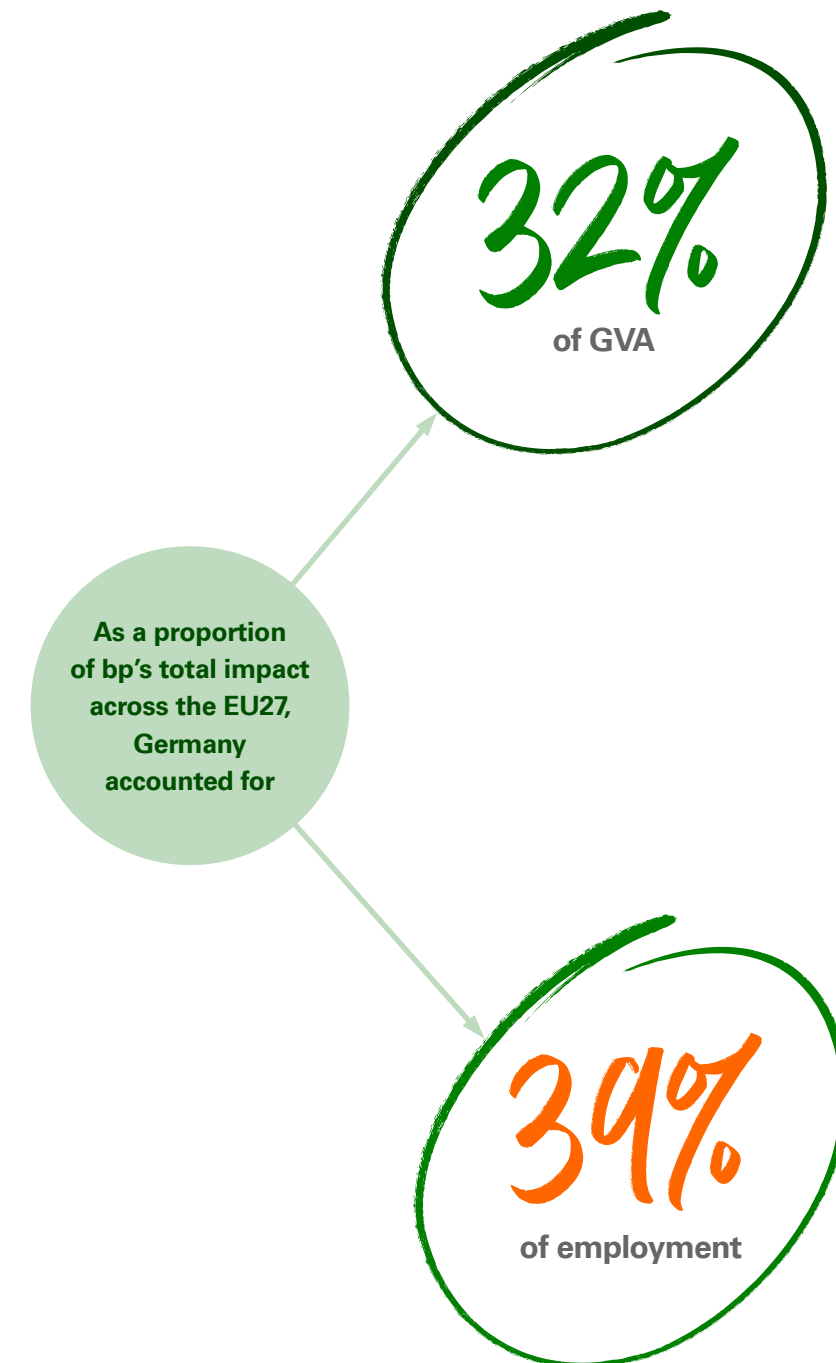 32%
of GVA
As a proportion
of bp's total impact
across the EU27,
Germany
accounted for
39%
of employment